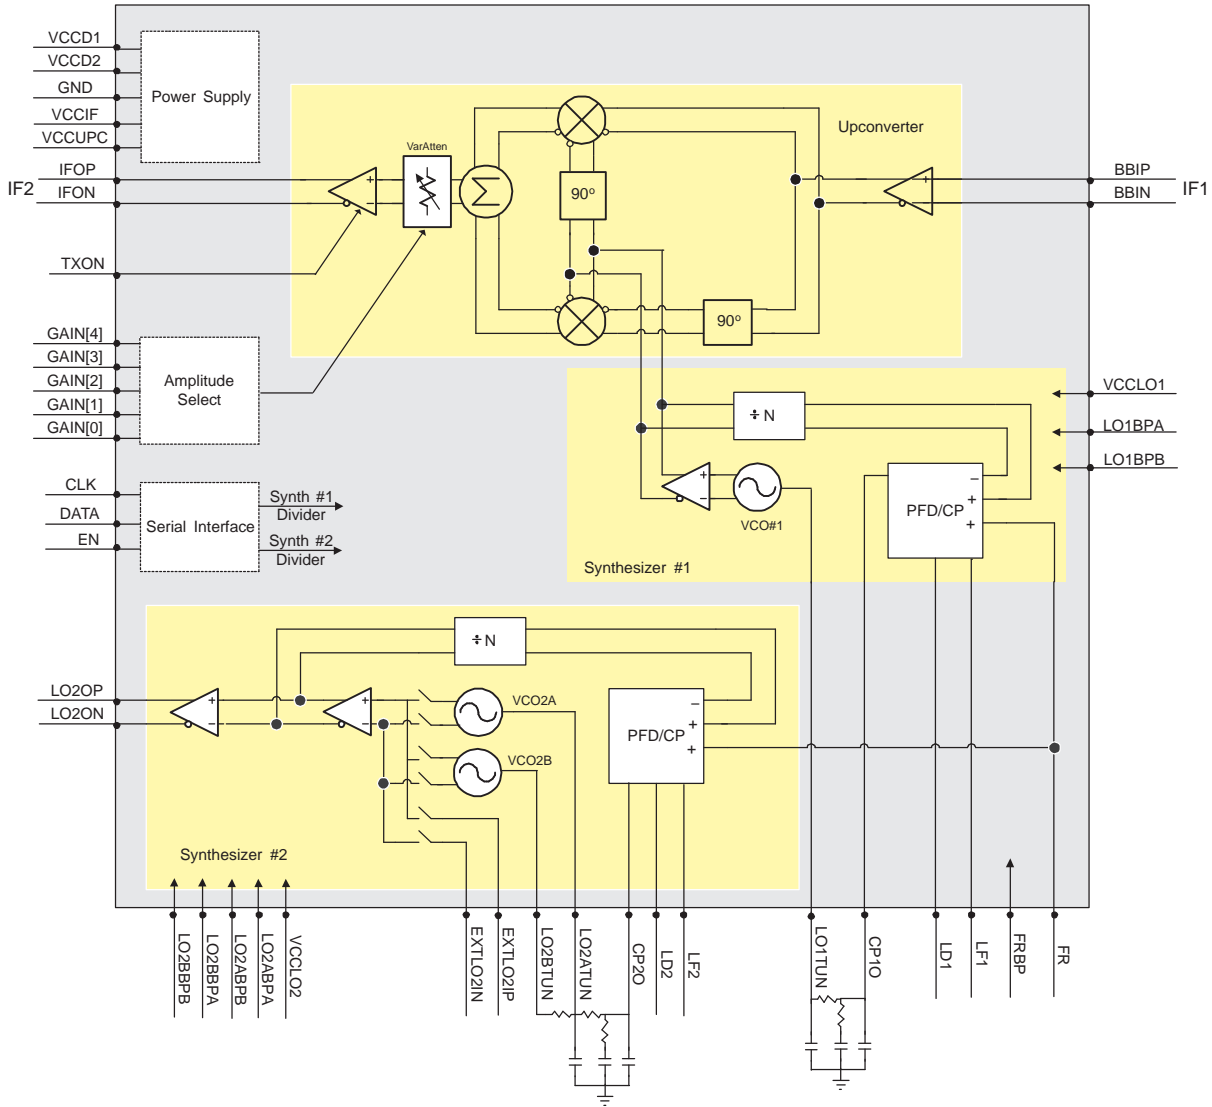 VCCD1
VCCD2
GND
VCCIF
VCCUPC
Power Supply
IF2
IFOP
IFON
TXON
GAIN[4]
GAIN[3]
GAIN[2]
GAIN[1]
GAIN[0]
Amplitude
Select
CLK
DATA
EN
Serial Interface
Synth #1
Divider
Synth #2
Divider
Upconverter
VarAtten
+
−
Σ
90º
90º
+
−
BBIP
BBIN
IF1
VCCLO1
LO1BPA
LO1BPB
÷ N
+
−
VCO#1
PFD/CP
−
+
+
Synthesizer #1
÷ N
LO2OP
LO2ON
+
−
+
−
VCO2A
VCO2B
PFD/CP
−
+
+
Synthesizer #2
LO2BBPB
LO2BBPA
LO2ABPB
LO2ABPA
VCCLO2
EXTLO2IN
EXTLO2IP
LO2BTUN
LO2ATUN
CP2O
LD2
LF2
LO1TUN
CP1O
LD1
LF1
FRBP
FR